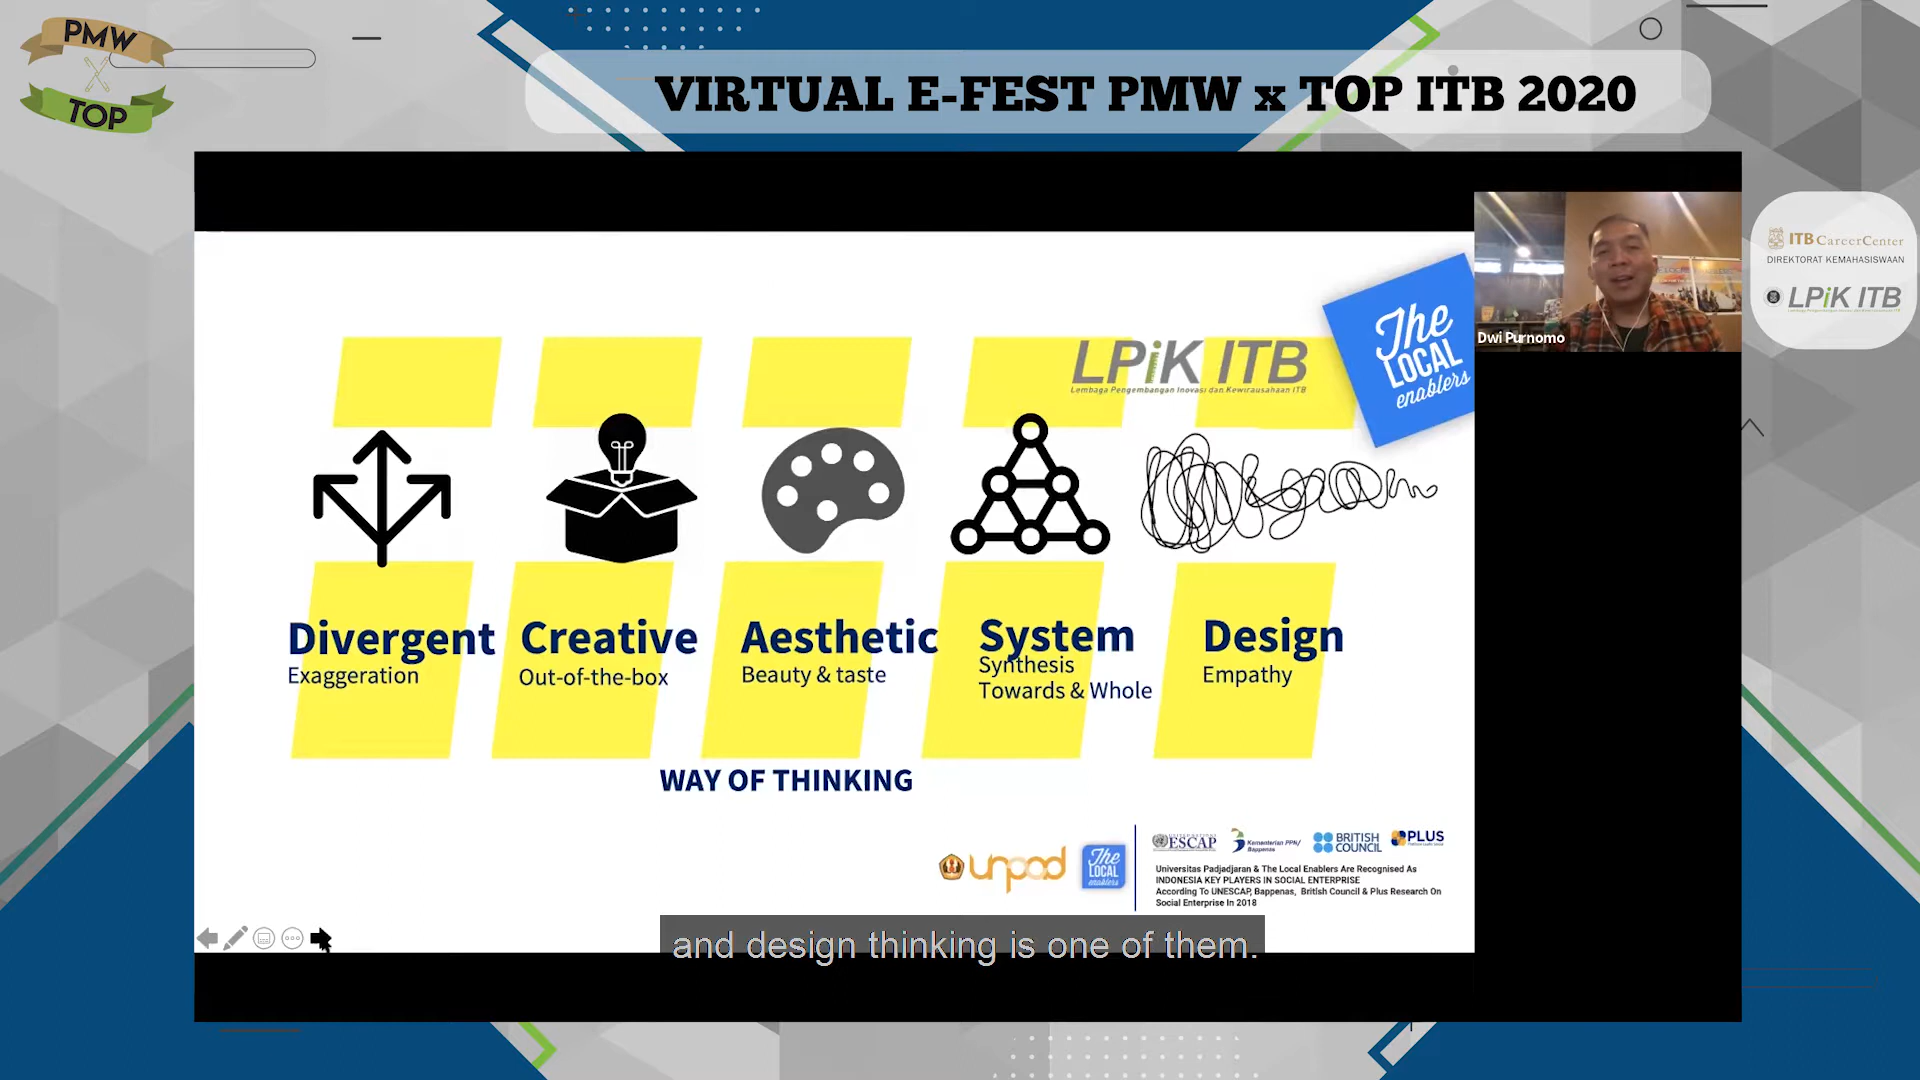 PMW
TOP
VIRTUAL E-FEST PMW x TOP ITB 2020
ITB CareerCenter
DIREKTORAT KEMAHASISWAAN
LPiK ITB
Dwi Purnomo
LPiK ITB
Lembaga Pengembangan Inovasi dan Kewirausahaan ITB
The
LOCAL
enablers
Divergent
Exaggeration
Creative
Out-of-the-box
Aesthetic
Beauty & taste
System
Synthesis
Towards & Whole
Design
Empathy
WAY OF THINKING
unpad
The
LOCAL
enablers
ESCAP
Kementerian PPN/
Bappenas
BRITISH
COUNCIL
PLUS
Universitas Padjadjaran & The Local Enablers Are Recognised As
INDONESIA KEY PLAYERS IN SOCIAL ENTERPRISE
According To UNESCAP, Bappenas, British Council & Plus Research On
Social Enterprise In 2018
and design thinking is one of them.